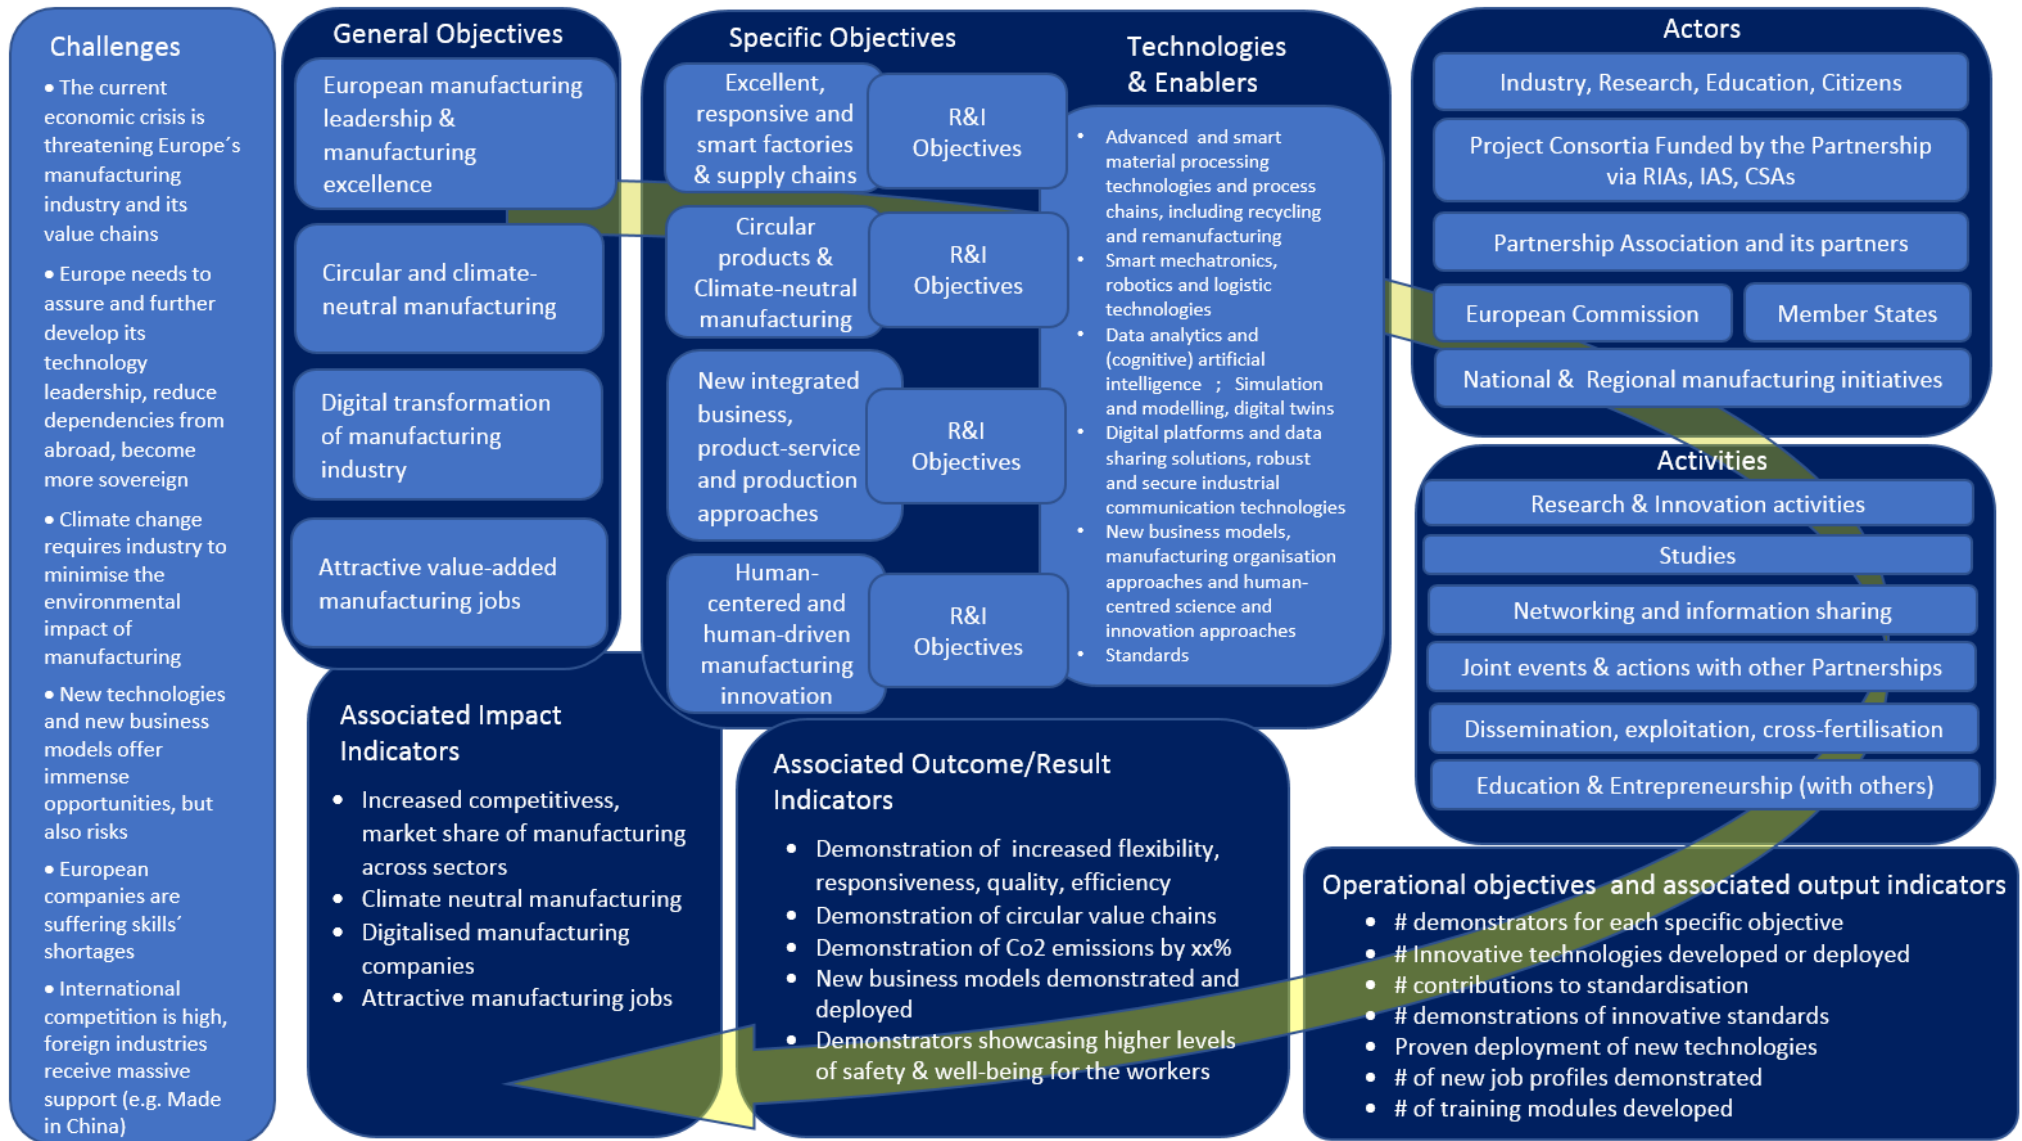 Challenges
• The current
economic crisis is
threatening Europe´s
manufacturing
industry and its
value chains
• Europe needs to
assure and further
develop its
technology
leadership, reduce
dependencies from
abroad, become
more sovereign
• Climate change
requires industry to
minimise the
environmental
impact of
manufacturing
• New technologies
and new business
models offer
immense
opportunities, but
also risks
• European
companies are
suffering skills´
shortages
• International
competition is high,
foreign industries
receive massive
support (e.g. Made
in China)
General Objectives
European manufacturing
leadership &
manufacturing
excellence
Circular and climate-
neutral manufacturing
Digital transformation
of manufacturing
industry
Attractive value-added
manufacturing jobs
Specific Objectives
Excellent,
responsive and
smart factories
& supply chains
R&I
Objectives
Circular
products &
Climate-neutral
manufacturing
R&I
Objectives
New integrated
business,
product-service
and production
approaches
R&I
Objectives
Human-
centered and
human-driven
manufacturing
innovation
R&I
Objectives
Technologies
& Enablers
• Advanced and smart
material processing
technologies and process
chains, including recycling
and remanufacturing
• Smart mechatronics,
robotics and logistic
technologies
• Data analytics and
(cognitive) artificial
intelligence ; Simulation
and modelling, digital twins
• Digital platforms and data
sharing solutions, robust
and secure industrial
communication technologies
• New business models,
manufacturing organisation
approaches and human-
centred science and
innovation approaches
• Standards
Actors
Industry, Research, Education, Citizens
Project Consortia Funded by the Partnership
via RIAs, IAS, CSAs
Partnership Association and its partners
European Commission
Member States
National & Regional manufacturing initiatives
Activities
Research & Innovation activities
Studies
Networking and information sharing
Joint events & actions with other Partnerships
Dissemination, exploitation, cross-fertilisation
Education & Entrepreneurship (with others)
Associated Impact
Indicators
• Increased competitivess,
market share of manufacturing
across sectors
• Climate neutral manufacturing
• Digitalised manufacturing
companies
• Attractive manufacturing jobs
Associated Outcome/Result
Indicators
• Demonstration of increased flexibility,
responsiveness, quality, efficiency
• Demonstration of circular value chains
• Demonstration of Co2 emissions by xx%
• New business models demonstrated and
deployed
• Demonstrators showcasing higher levels
of safety & well-being for the workers
Operational objectives and associated output indicators
• # demonstrators for each specific objective
• # Innovative technologies developed or deployed
• # contributions to standardisation
• # demonstrations of innovative standards
• Proven deployment of new technologies
• # of new job profiles demonstrated
• # of training modules developed